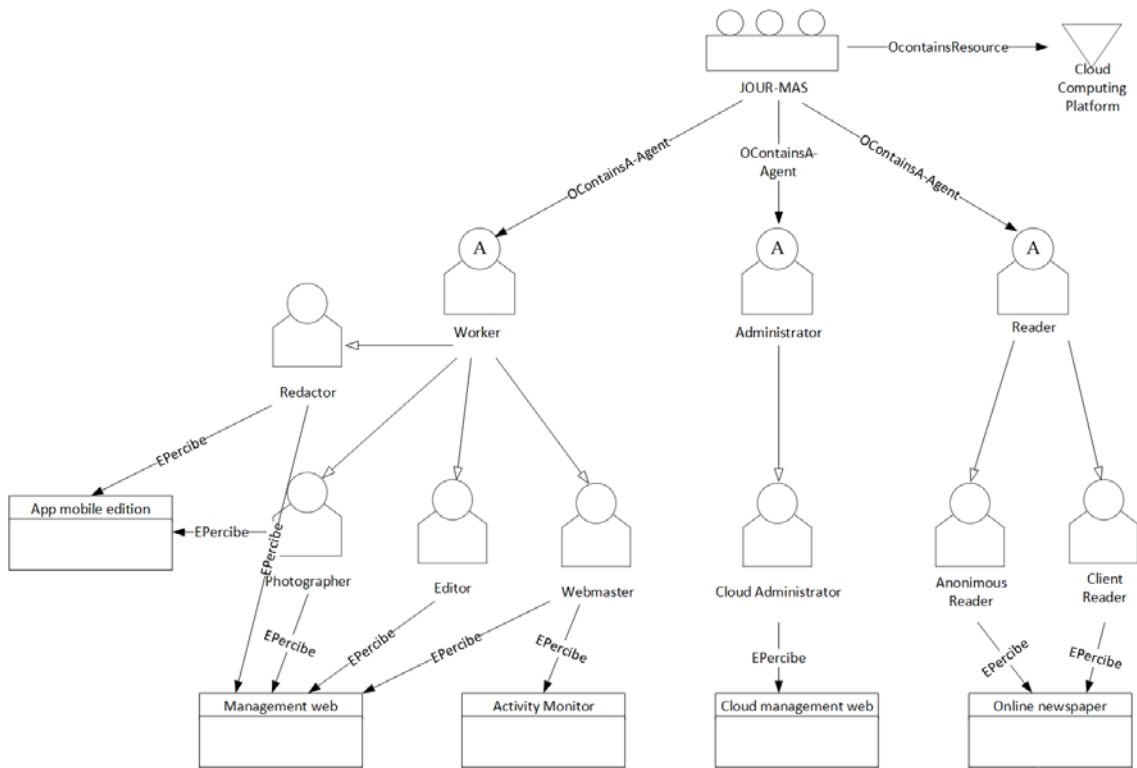 OcontainsResource
JOUR-MAS
Cloud
Computing
Platform
OContainsA-Agent
OContainsA-
Agent
OContainsA-Agent
A
A
A
Worker
Administrator
Reader
Redactor
EPercibe
App mobile edition
EPercibe
EPercibe
Photographer
Editor
Webmaster
Cloud Administrator
Anonimous
Reader
Client
Reader
EPercibe
EPercibe
EPercibe
EPercibe
EPercibe
EPercibe
EPercibe
Management web
Activity Monitor
Cloud management web
Online newspaper